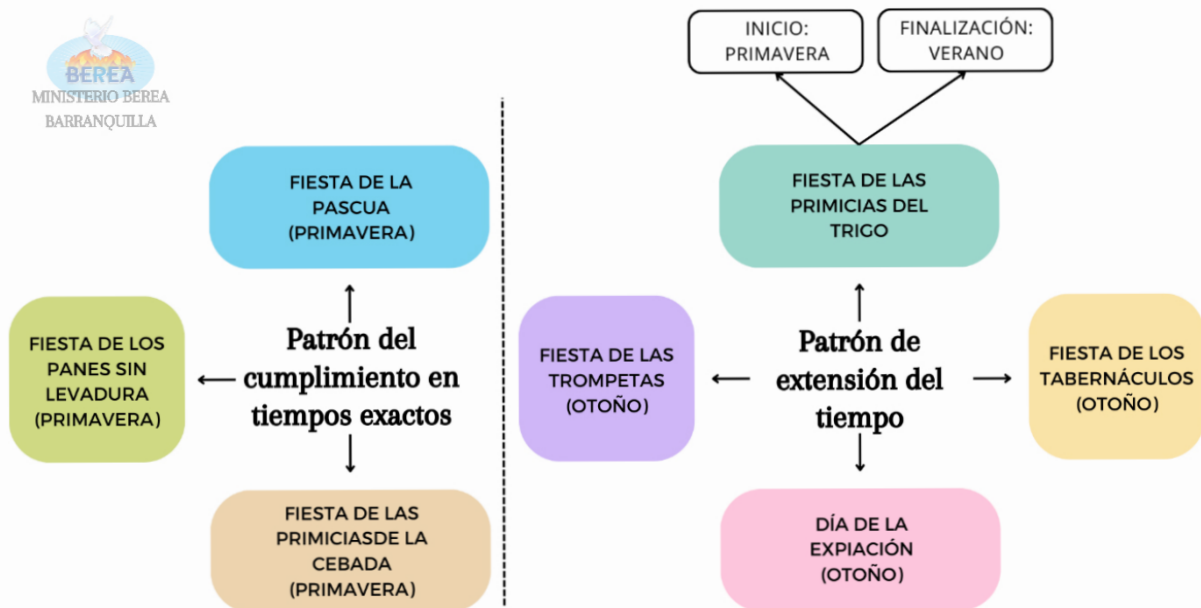 BEREA
MINISTERIO BEREA
BARRANQUILLA
FIESTA DE LA
PASCUA
(PRIMAVERA)
FIESTA DE LOS
PANES SIN
LEVADURA
(PRIMAVERA)
Patrón del
cumplimiento en
tiempos exactos
FIESTA DE LAS
PRIMICIASDE LA
CEBADA
(PRIMAVERA)
INICIO:
PRIMAVERA
FINALIZACIÓN:
VERANO
FIESTA DE LAS
PRIMICIAS DEL
TRIGO
FIESTA DE LAS
TROMPETAS
(OTOÑO)
Patrón de
extensión del
tiempo
FIESTA DE LOS
TABERNÁCULOS
(OTOÑO)
DÍA DE LA
EXPIACIÓN
(OTOÑO)